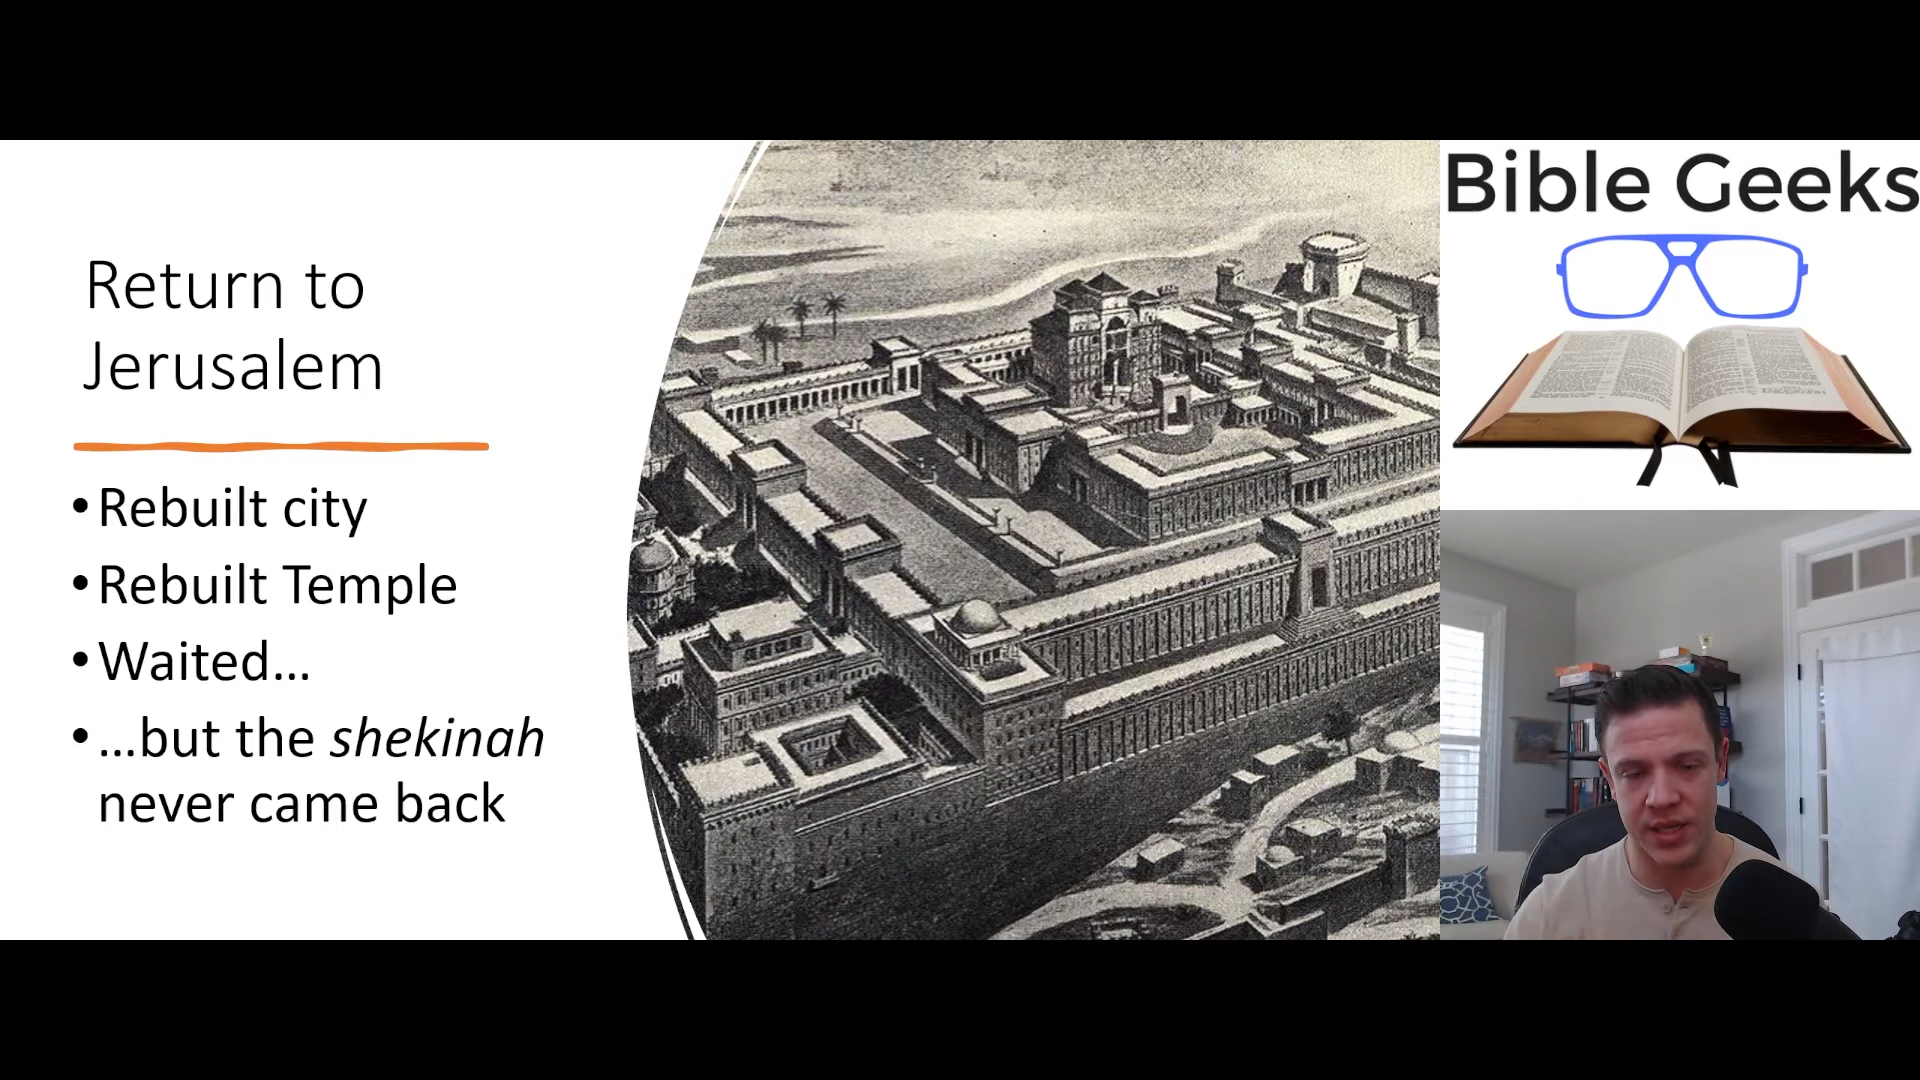 Return to
Jerusalem
• Rebuilt city
• Rebuilt Temple
• Waited...
• ...but the shekinah
never came back
Bible Geeks